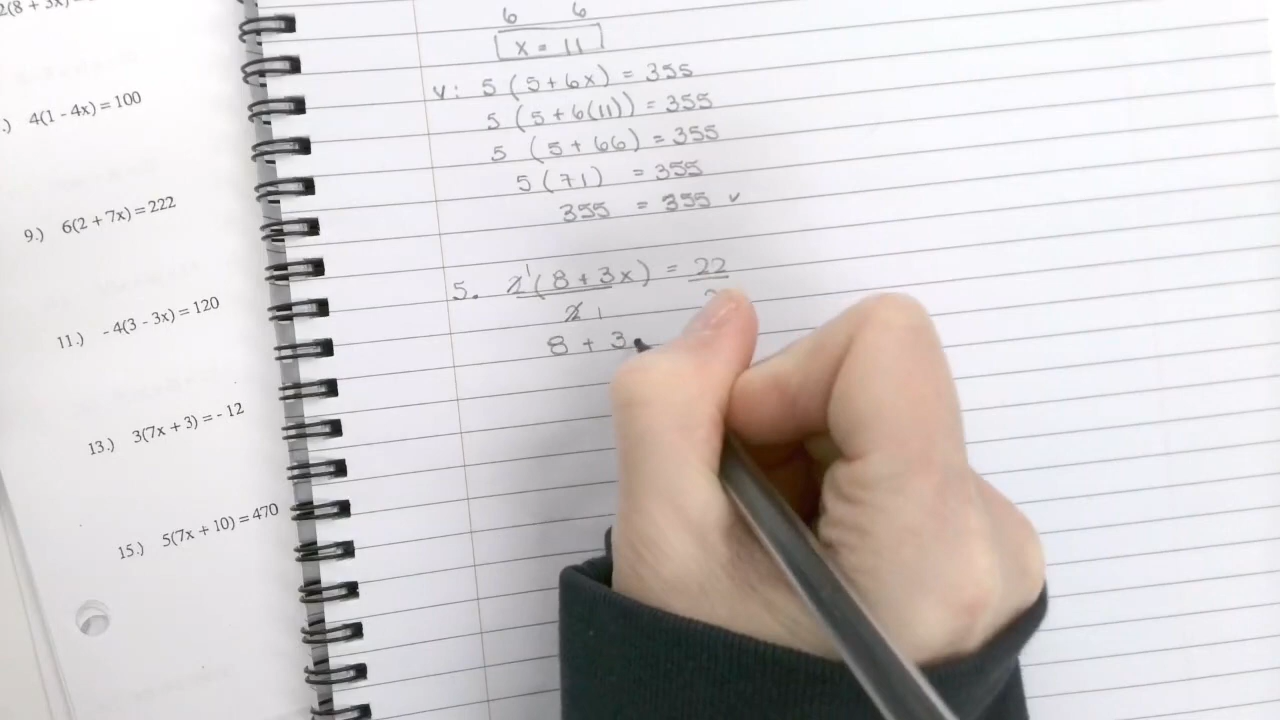 2(8 + 3x) =
.) 4(1 - 4x) = 100
9.) 6(2 + 7x) = 222
11.) - 4(3 - 3x) = 120
13.) 3(7x + 3) = - 12
15.) 5(7x + 10) = 470
6 6
x = 11
v: 5 (5 + 6x) = 355
5 (5 + 6(11)) = 355
5 (5 + 66) = 355
5 (71) = 355
355 = 355 ✓
5. 2 1 (8 + 3x) = 22
2 1
8 + 3